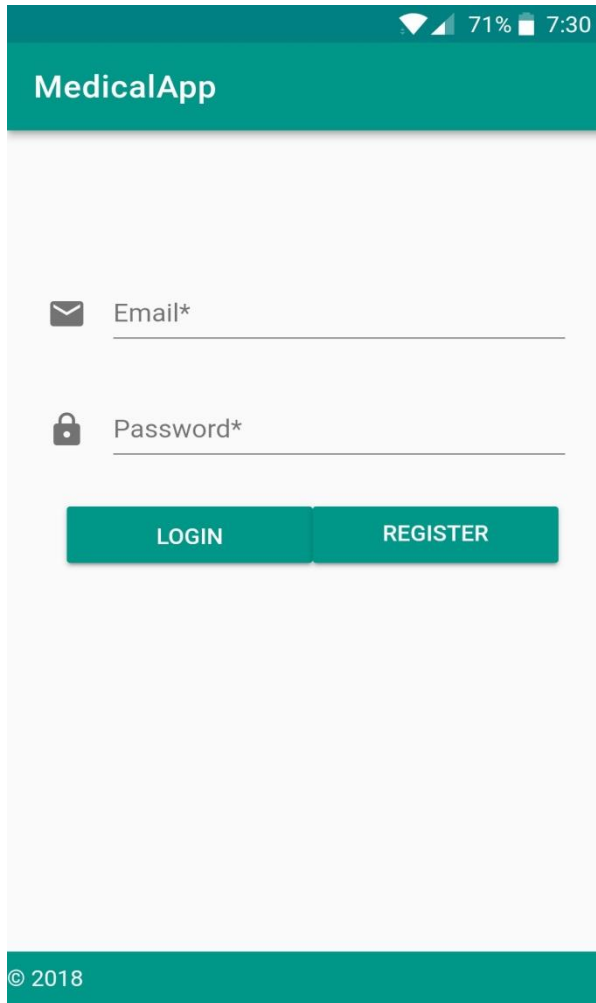 71% 7:30
MedicalApp
Email*
Password*
LOGIN REGISTER
© 2018